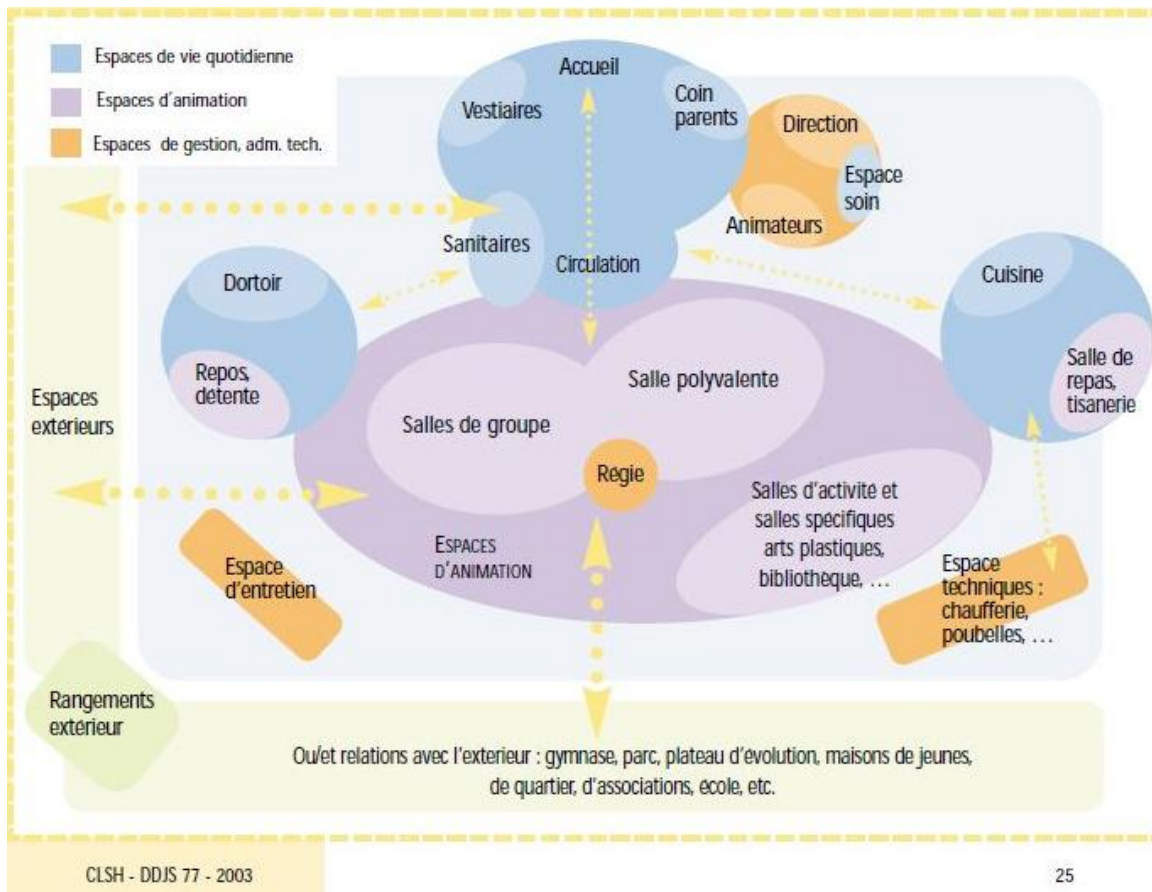 Espaces de vie quotidienne
Espaces d'animation
Espaces de gestion, adm. tech.
Accueil
Vestiaires
Coin
parents
Direction
Espace
soin
Animateurs
Sanitaires
Circulation
Dortoir
Repos,
détente
Cuisine
Salle de
repas,
tisanerie
Espaces
extérieurs
Salle polyvalente
Salles de groupe
Régie
Salles d'activité et
salles spécifiques
arts plastiques,
bibliothèque, ...
ESPACES
D'ANIMATION
Espace
d'entretien
Espace
techniques :
chaufferie,
poubelles, ...
Rangements
extérieur
Ou/et relations avec l'exterieur : gymnase, parc, plateau d'évolution, maisons de jeunes,
de quartier, d'associations, école, etc.
CLSH - DDJS 77 - 2003
25